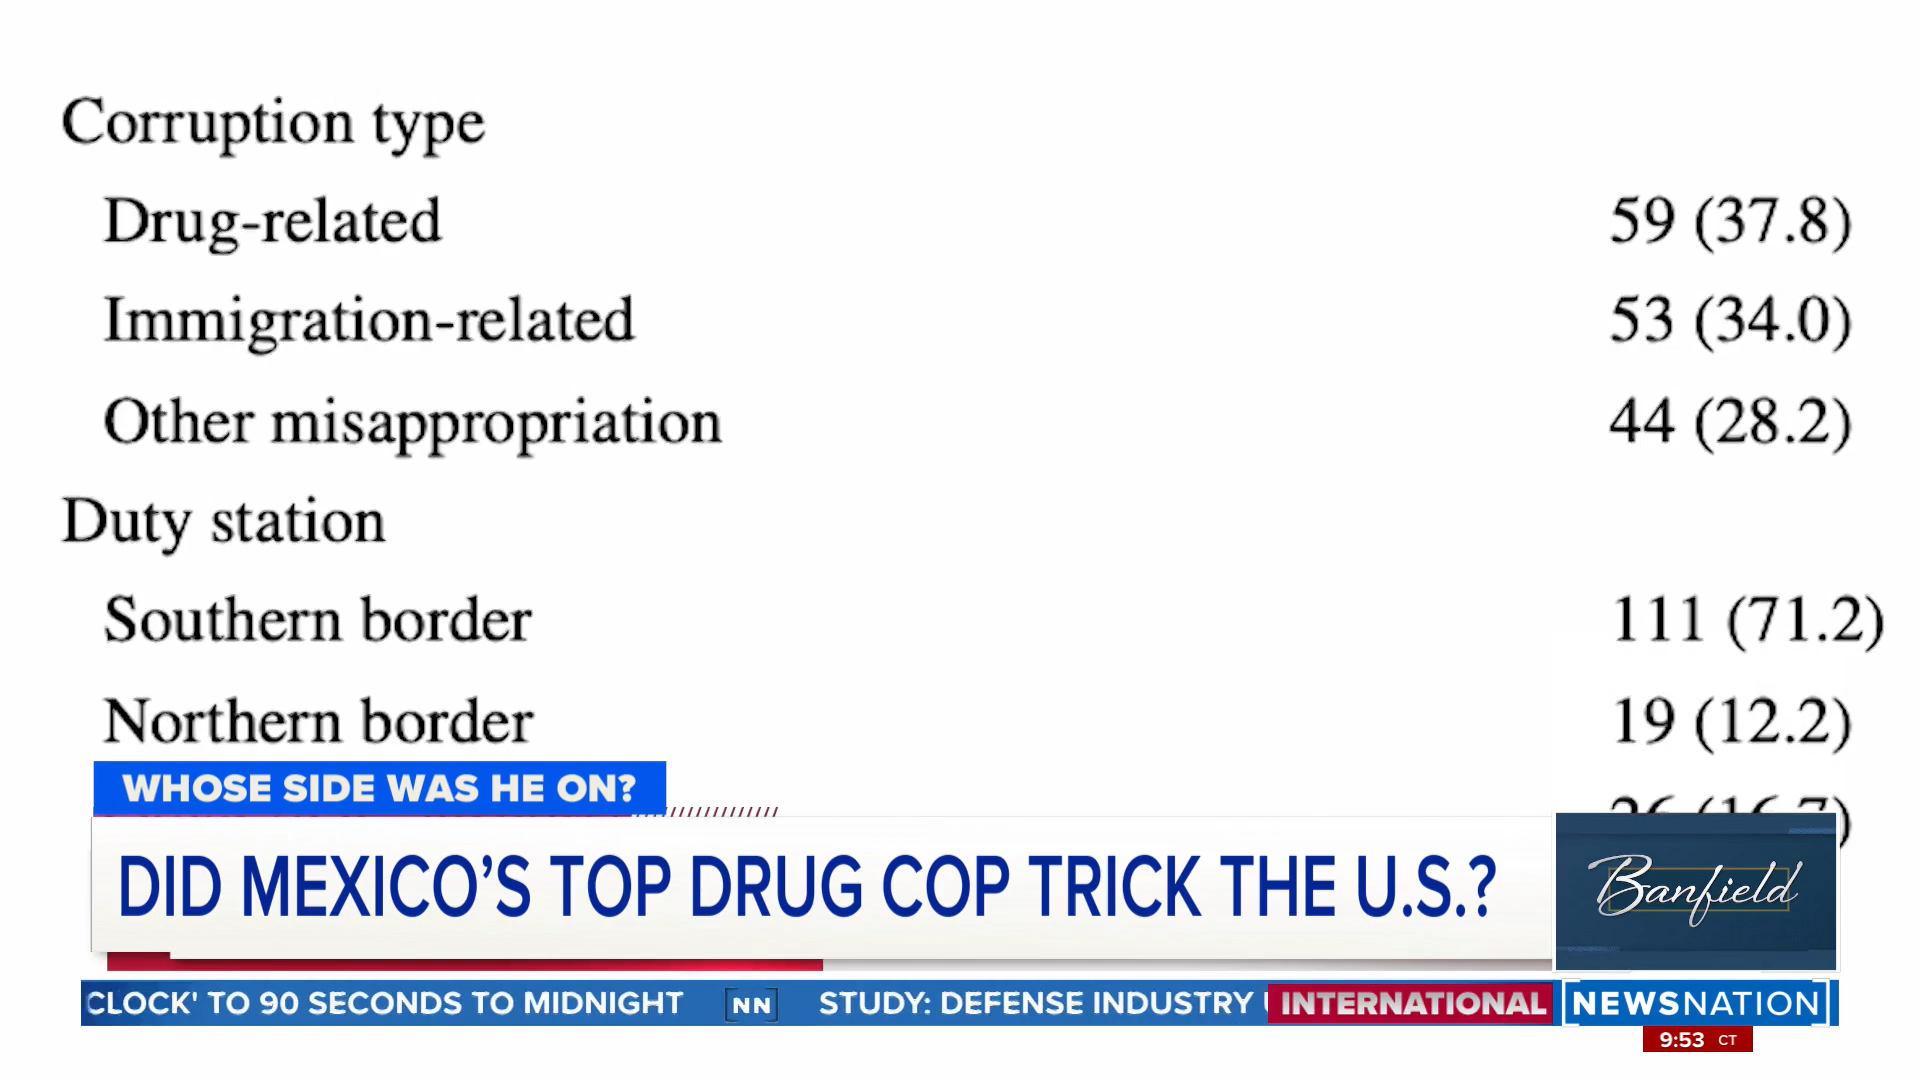 Corruption type
Drug-related 59 (37.8)
Immigration-related 53 (34.0)
Other misappropriation 44 (28.2)
Duty station
Southern border 111 (71.2)
Northern border 19 (12.2)
26 (16.7)
WHOSE SIDE WAS HE ON?
DID MEXICO'S TOP DRUG COP TRICK THE U.S.?
Banfield
CLOCK' TO 90 SECONDS TO MIDNIGHT [NN] STUDY: DEFENSE INDUSTRY
INTERNATIONAL
NEWSNATION
9:53 CT